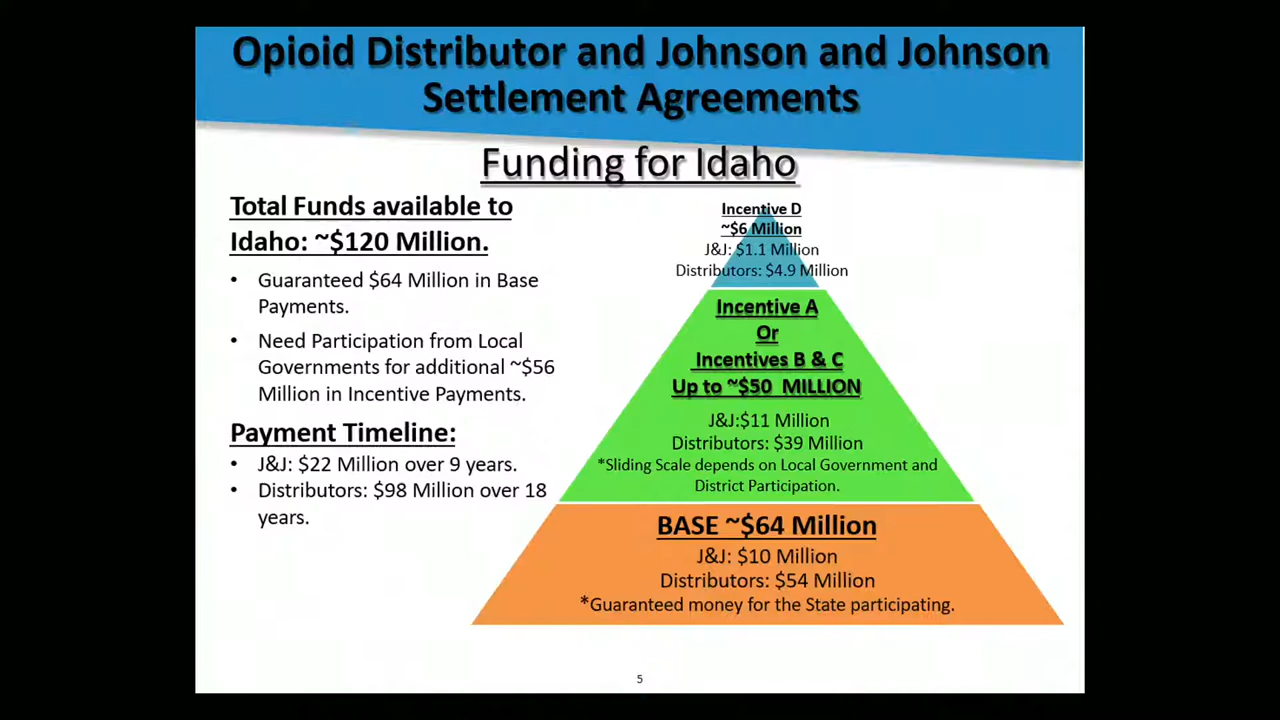 Opioid Distributor and Johnson and Johnson
Settlement Agreements
Funding for Idaho
Total Funds available to
Idaho: ~$120 Million.
• Guaranteed $64 Million in Base
Payments.
• Need Participation from Local
Governments for additional ~$56
Million in Incentive Payments.
Payment Timeline:
• J&J: $22 Million over 9 years.
• Distributors: $98 Million over 18
years.
Incentive D
~$6 Million
J&J: $1.1 Million
Distributors: $4.9 Million
Incentive A
Or
Incentives B & C
Up to ~$50 MILLION
J&J:$11 Million
Distributors: $39 Million
*Sliding Scale depends on Local Government and
District Participation.
BASE ~$64 Million
J&J: $10 Million
Distributors: $54 Million
*Guaranteed money for the State participating.
5